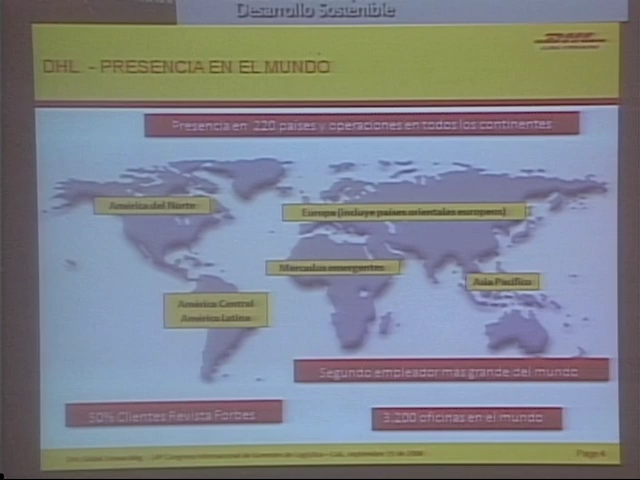 Desarrollo Sostenible
DHL
DHL. - PRESENCIA EN EL MUNDO
Presencia en 220 países y operaciones en todos los continentes
América del Norte
Europa (incluye países orientales europeos)
Mercados emergentes
Asia Pacífico
América Central
América Latina
Segundo empleador más grande del mundo
50% Clientes Revista Forbes
3.200 oficinas en el mundo
Page 4